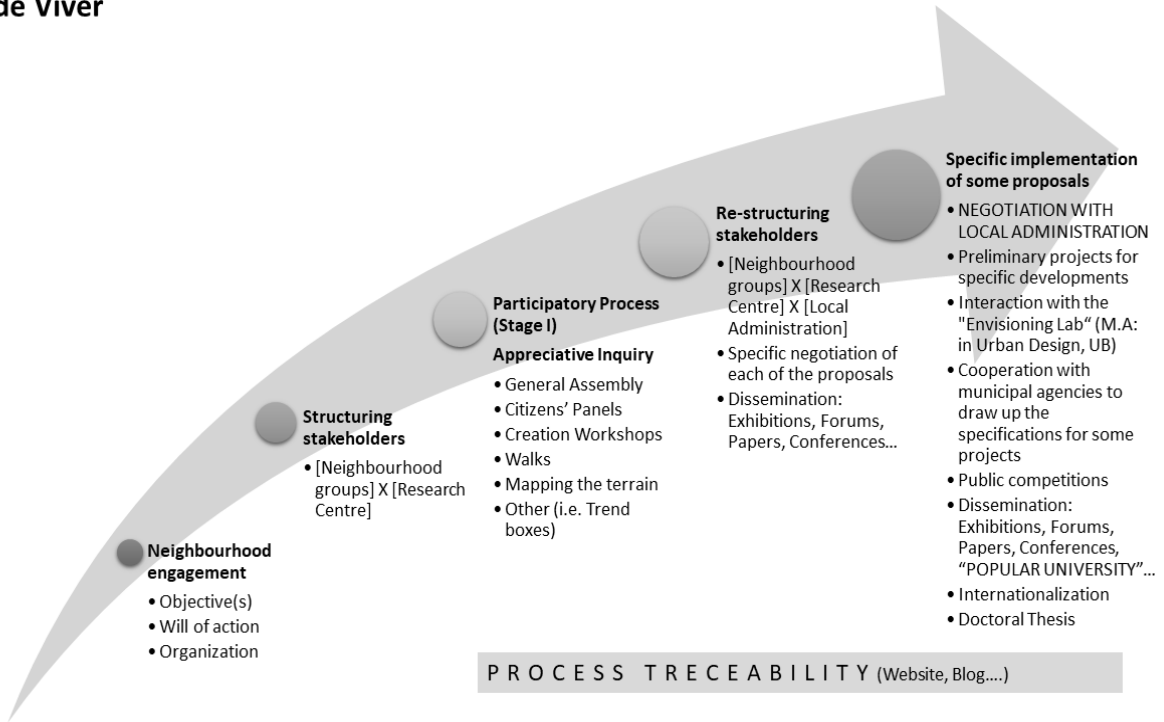 de Viver
Neighbourhood
engagement
• Objective(s)
• Will of action
• Organization
Structuring
stakeholders
• [Neighbourhood
groups] X [Research
Centre]
Participatory Process
(Stage I)
Appreciative Inquiry
• General Assembly
• Citizens’ Panels
• Creation Workshops
• Walks
• Mapping the terrain
• Other (i.e. Trend
boxes)
Re-structuring
stakeholders
• [Neighbourhood
groups] X [Research
Centre] X [Local
Administration]
• Specific negotiation of
each of the proposals
• Dissemination:
Exhibitions, Forums,
Papers, Conferences…
Specific implementation
of some proposals
• NEGOTIATION WITH
LOCAL ADMINISTRATION
• Preliminary projects for
specific developments
• Interaction with the
"Envisioning Lab“ (M.A:
in Urban Design, UB)
• Cooperation with
municipal agencies to
draw up the
specifications for some
projects
• Public competitions
• Dissemination:
Exhibitions, Forums,
Papers, Conferences,
“POPULAR UNIVERSITY”…
• Internationalization
• Doctoral Thesis
PROCESS TRECEABILITY (Website, Blog….)